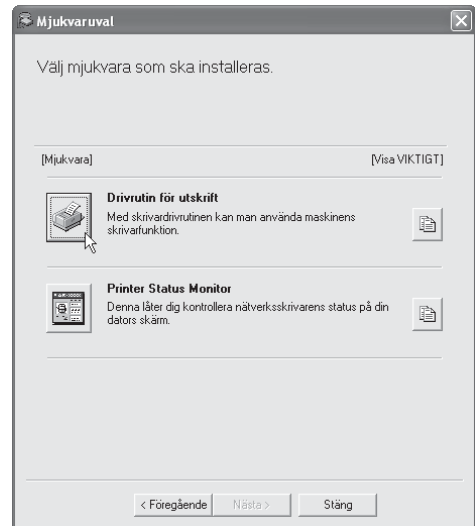 Mjukvaruval
Välj mjukvara som ska installeras.
[Mjukvara] [Visa VIKTIGT]
Drivrutin för utskrift
Med skrivardrivrutinen kan man använda maskinens
skrivarfunktion.
Printer Status Monitor
Denna låter dig kontrollera nätverksskrivarens status på din
dators skärm.
< Föregående Nästa > Stäng